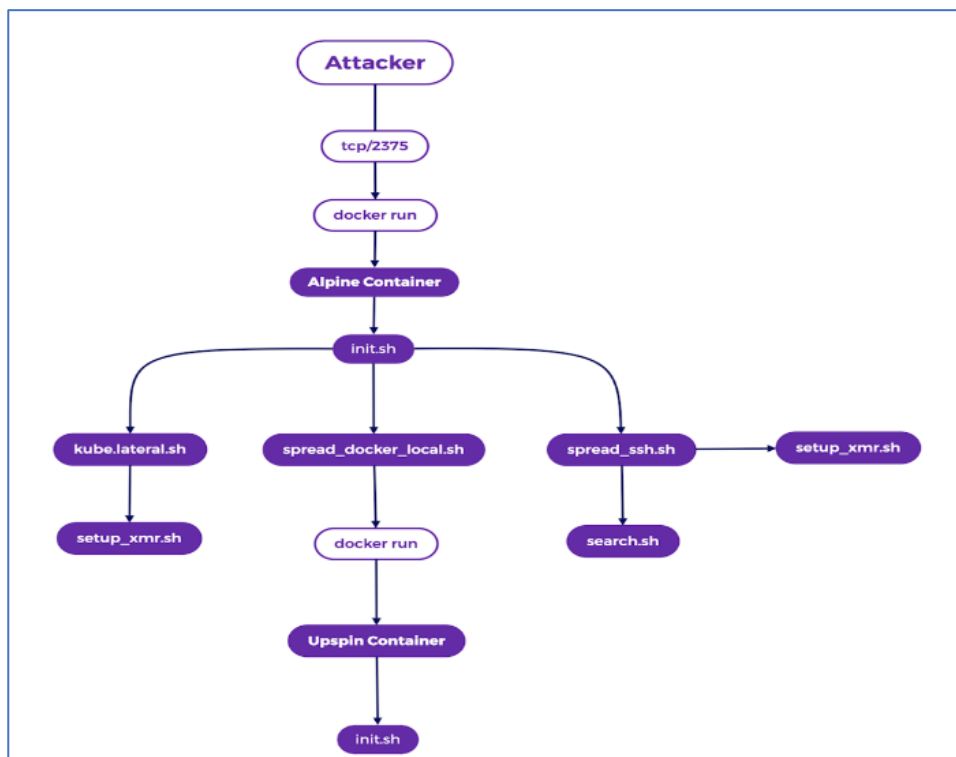 Attacker
tcp/2375
docker run
Alpine Container
init.sh
kube.lateral.sh
spread_docker_local.sh
spread_ssh.sh
setup_xmr.sh
setup_xmr.sh
docker run
search.sh
Upspin Container
init.sh